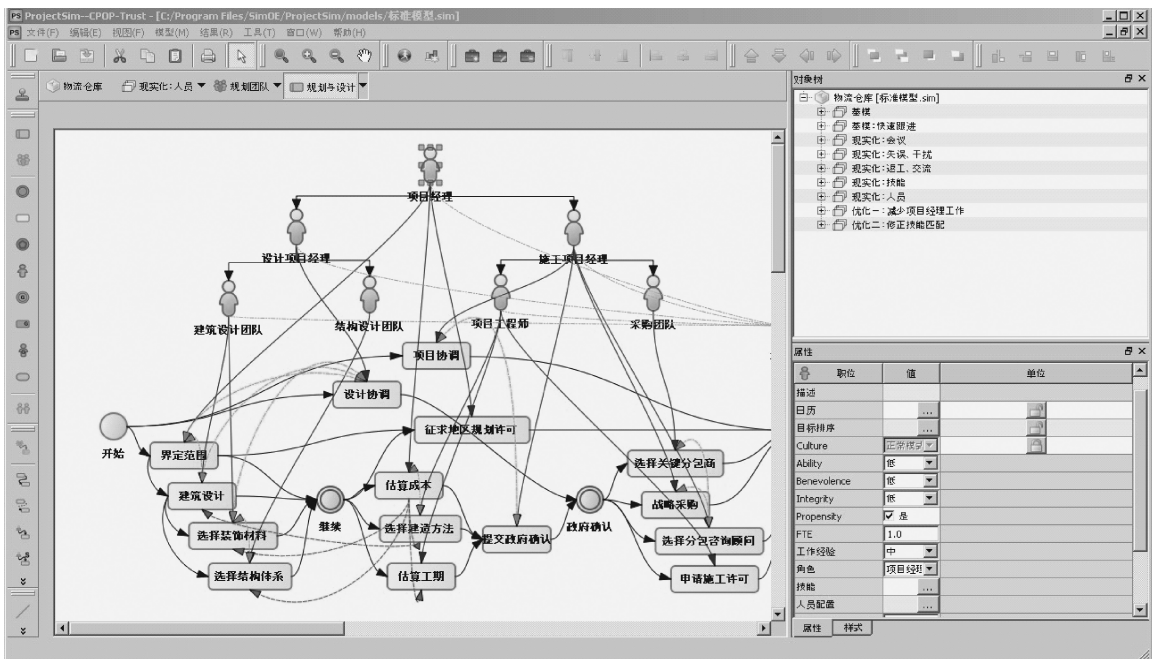 ProjectSim--CPOP-Trust - [C:/Program Files/SimOE/ProjectSim/models/标准模型.sim]
文件(F) 编辑(E) 视图(F) 模型(M) 结果(R) 工具(T) 窗口(W) 帮助(H)
物流仓库 现实化:人员 规划团队 规划与设计
项目经理
设计项目经理
施工项目经理
建筑设计团队
结构设计团队
项目工程师
采购团队
项目协调
设计协调
征求地区规划许可
开始
界定范围
选择关键分包商
建筑设计
继续
估算成本
政府确认
战略采购
选择装饰材料
选择建造方法
提交政府确认
选择分包咨询顾问
选择结构体系
估算工期
申请施工许可
对象树
物流仓库 [标准模型.sim]
基模
基模:快速跟进
现实化:会议
现实化:失误、干扰
现实化:返工、交流
现实化:技能
现实化:人员
优化一:减少项目经理工作
优化二:修正技能匹配
属性
职位 值 单位
描述
日历 ...
目标排序 ...
Culture 正常模式
Ability 低
Benevolence 低
Integrity 低
Propensity 是
FTE 1.0
工作经验 中
角色 项目经理
技能 ...
人员配置 ...
属性 样式